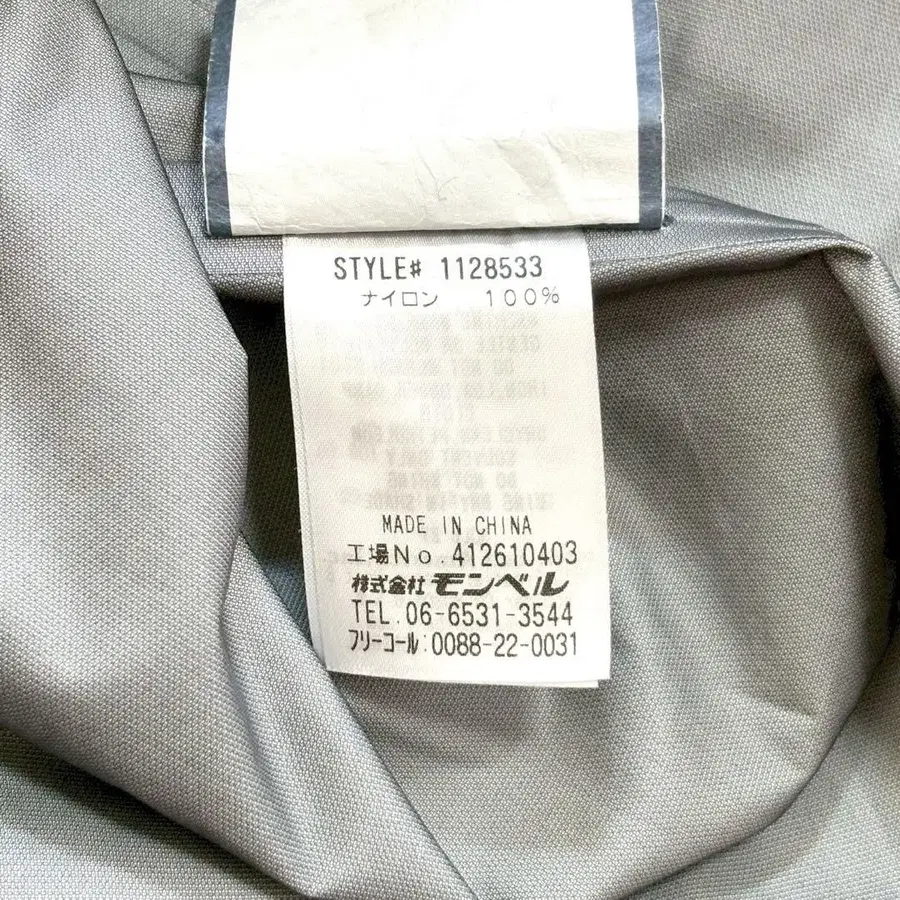 STYLE# 1128533
ナイロン 100%
MADE IN CHINA
工場No.412610403
株式会社 モンベル
TEL.06-6531-3544
フリーコール:0088-22-0031